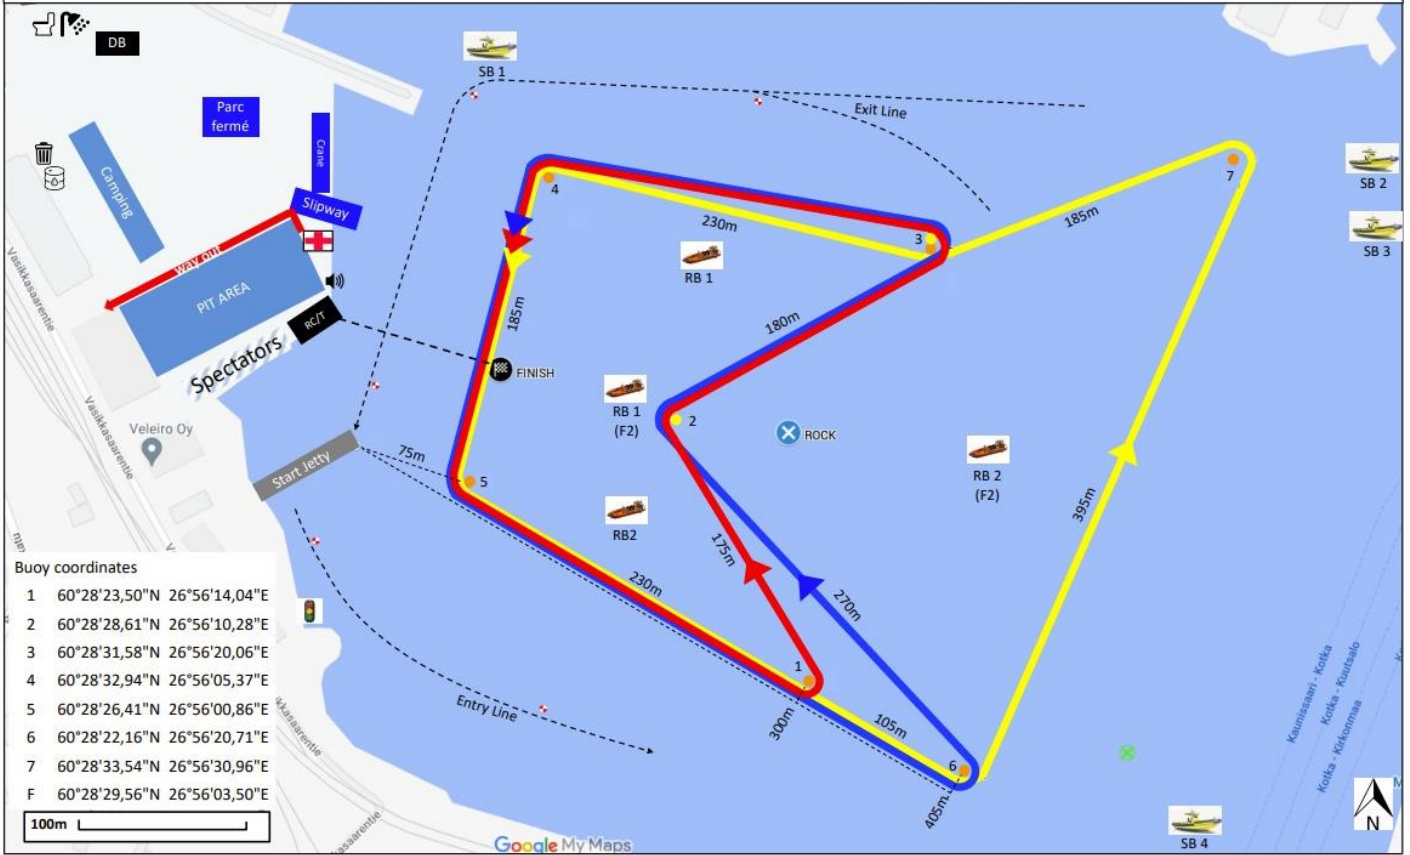 DB
SB 1
Parc
fermé
Crane
Camping
Slipway
way out
PIT AREA
RC/T
Spectators
Exit Line
4
230m
3
185m
7
SB 2
SB 3
RB 1
185m
180m
FINISH
RB 1
(F2)
2
ROCK
RB 2
(F2)
Vasikkasaarentie
Vasikkasaarentie
Veleiro Oy
Start Jetty
75m
5
RB2
175m
230m
270m
395m
1
300m
105m
6
405m
Entry Line
Kaunissaari - Kotka
Kotka - Kuutsalo
Kotka - Kirkonmaa
SB 4
N
Buoy coordinates
1 60°28'23,50"N 26°56'14,04"E
2 60°28'28,61"N 26°56'10,28"E
3 60°28'31,58"N 26°56'20,06"E
4 60°28'32,94"N 26°56'05,37"E
5 60°28'26,41"N 26°56'00,86"E
6 60°28'22,16"N 26°56'20,71"E
7 60°28'33,54"N 26°56'30,96"E
F 60°28'29,56"N 26°56'03,50"E
100m
Google My Maps